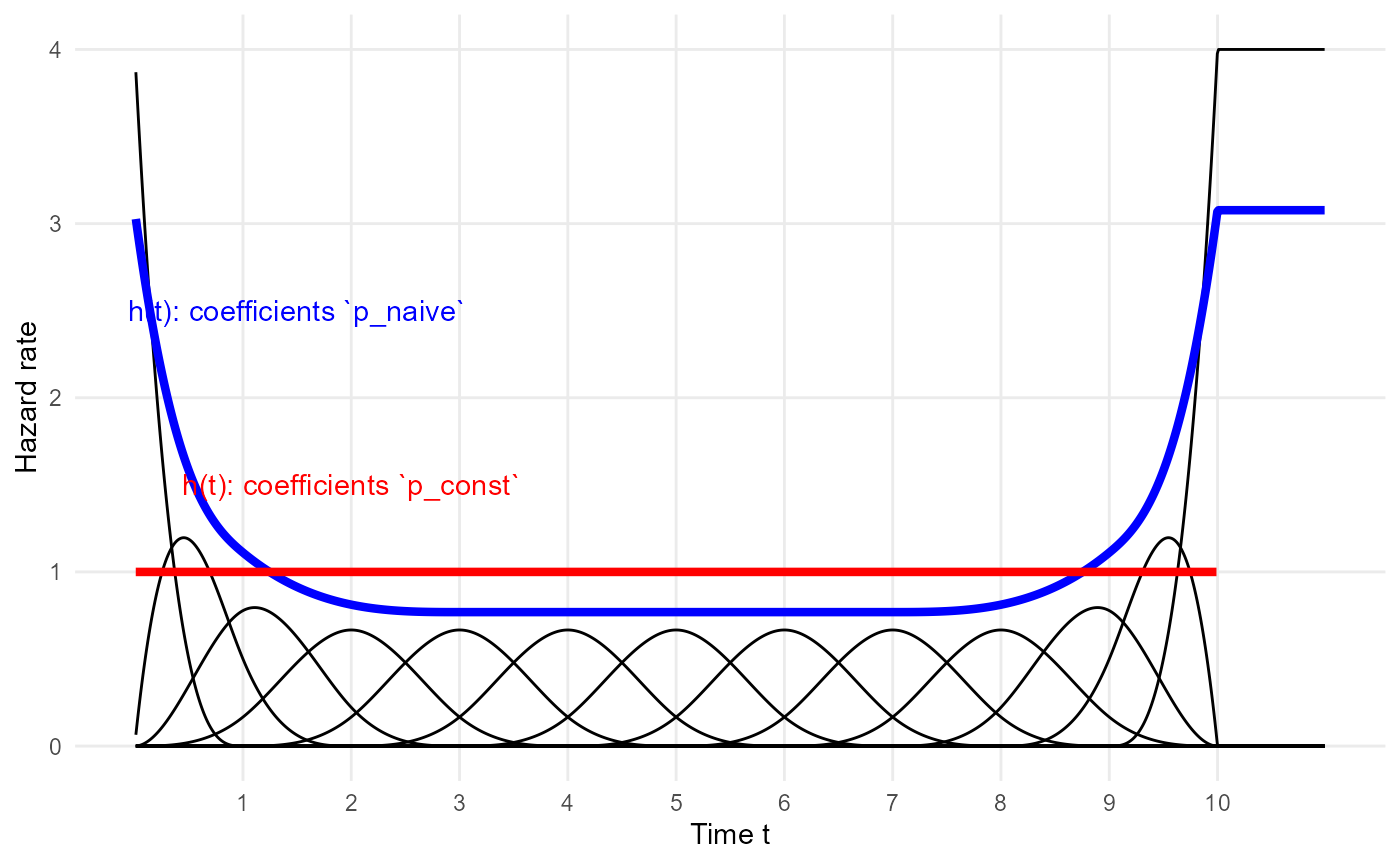 4
3
2
1
0
Hazard rate
h(t): coefficients `p_naive`
h(t): coefficients `p_const`
1 2 3 4 5 6 7 8 9 10
Time t